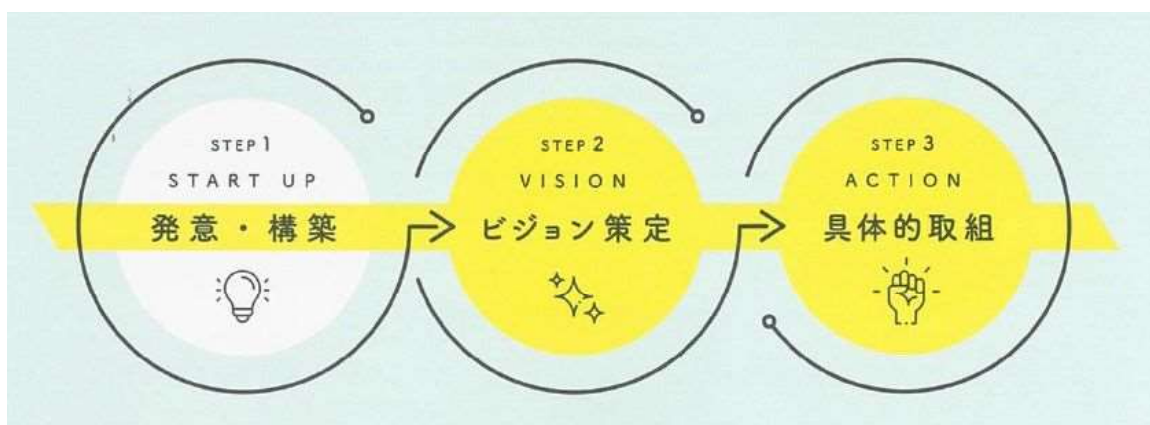 STEP 1
START UP
発意・構築
STEP 2
VISION
ビジョン策定
STEP 3
ACTION
具体的取組